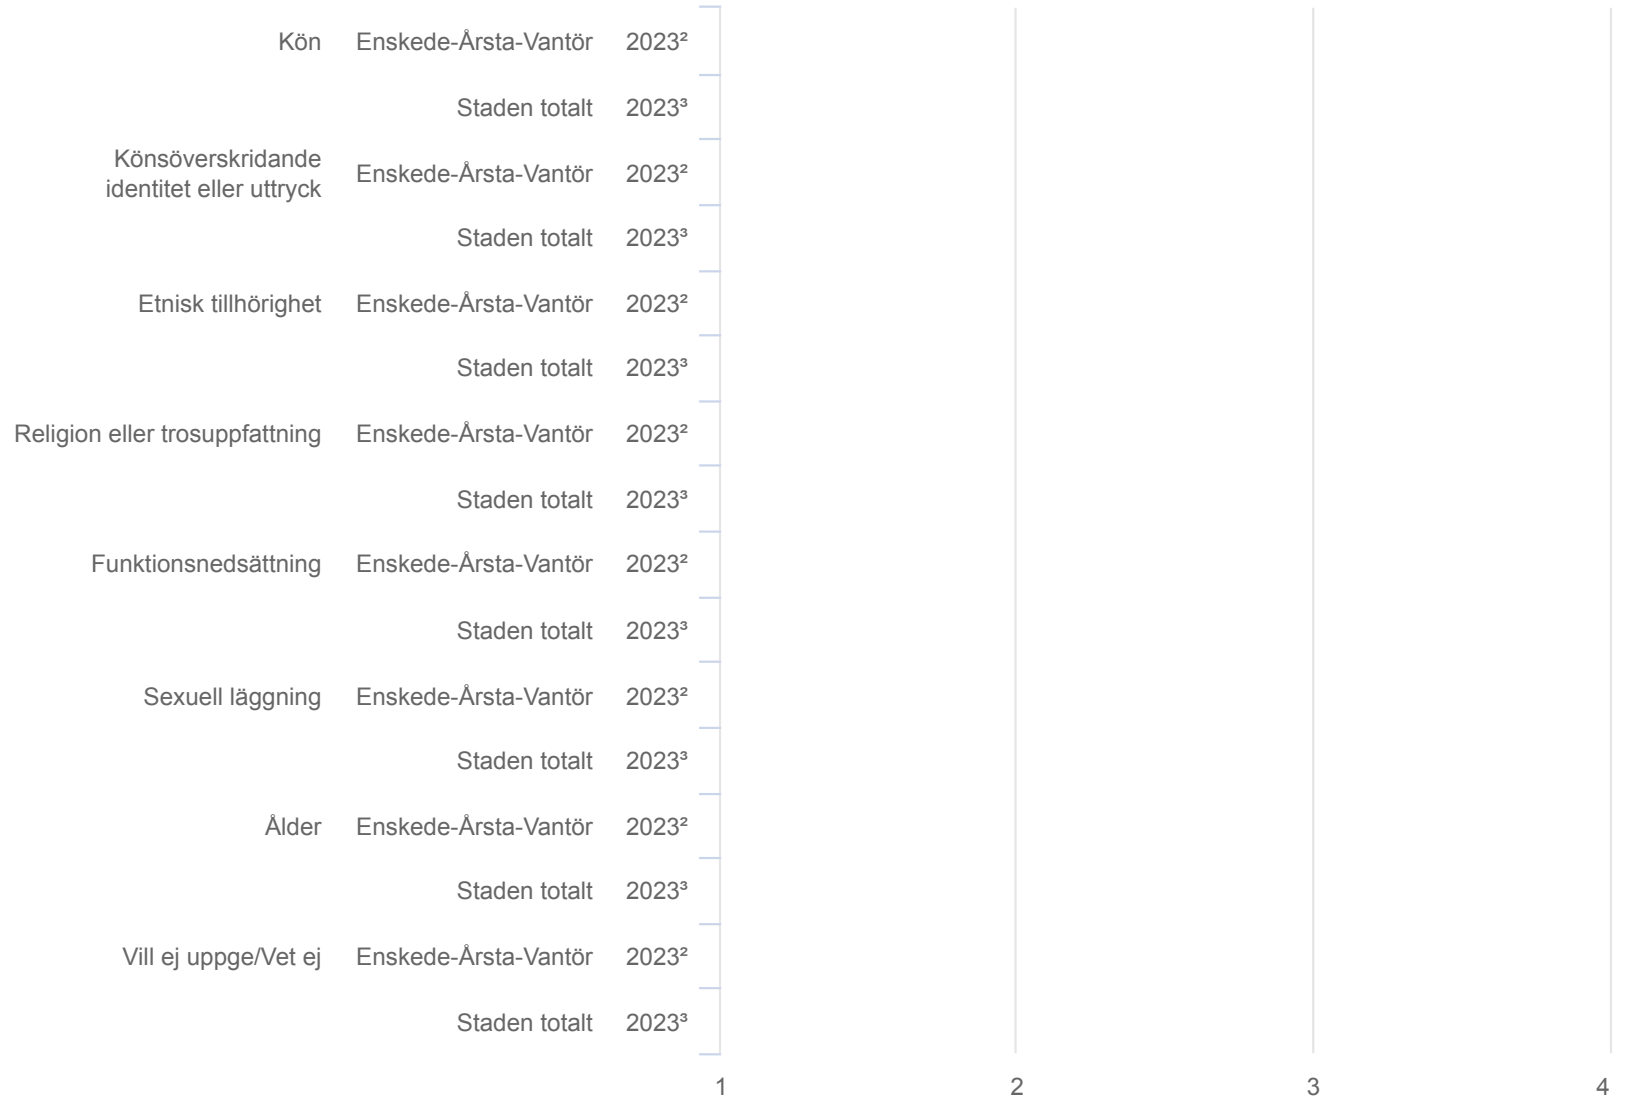 Kön Enskede-Årsta-Vantör 2023²
Staden totalt 2023³
Könsöverskridande
identitet eller uttryck Enskede-Årsta-Vantör 2023²
Staden totalt 2023³
Etnisk tillhörighet Enskede-Årsta-Vantör 2023²
Staden totalt 2023³
Religion eller trosuppfattning Enskede-Årsta-Vantör 2023²
Staden totalt 2023³
Funktionsnedsättning Enskede-Årsta-Vantör 2023²
Staden totalt 2023³
Sexuell läggning Enskede-Årsta-Vantör 2023²
Staden totalt 2023³
Ålder Enskede-Årsta-Vantör 2023²
Staden totalt 2023³
Vill ej uppge/Vet ej Enskede-Årsta-Vantör 2023²
Staden totalt 2023³
1 2 3 4